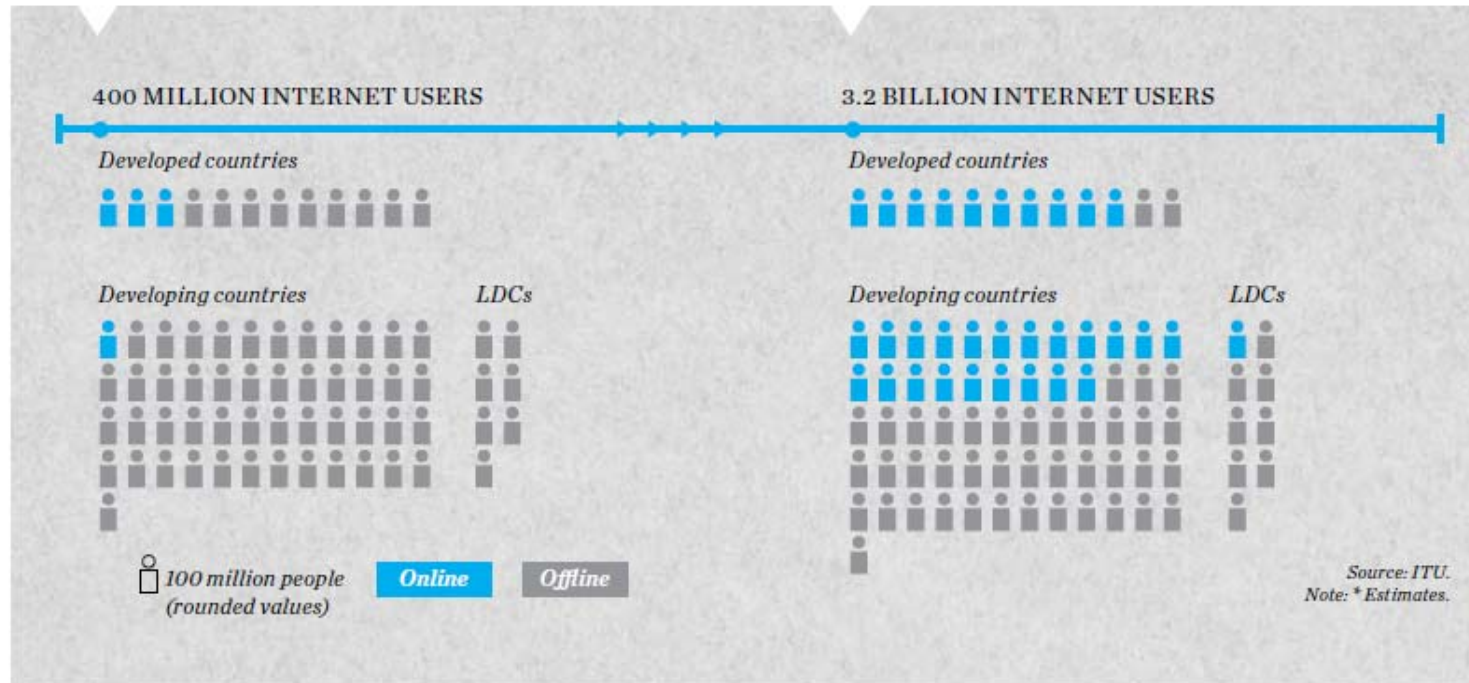 400 MILLION INTERNET USERS
Developed countries
Developing countries
LDCs
3.2 BILLION INTERNET USERS
Developed countries
Developing countries
LDCs
100 million people
(rounded values)
Online
Offline
Source: ITU.
Note: * Estimates.